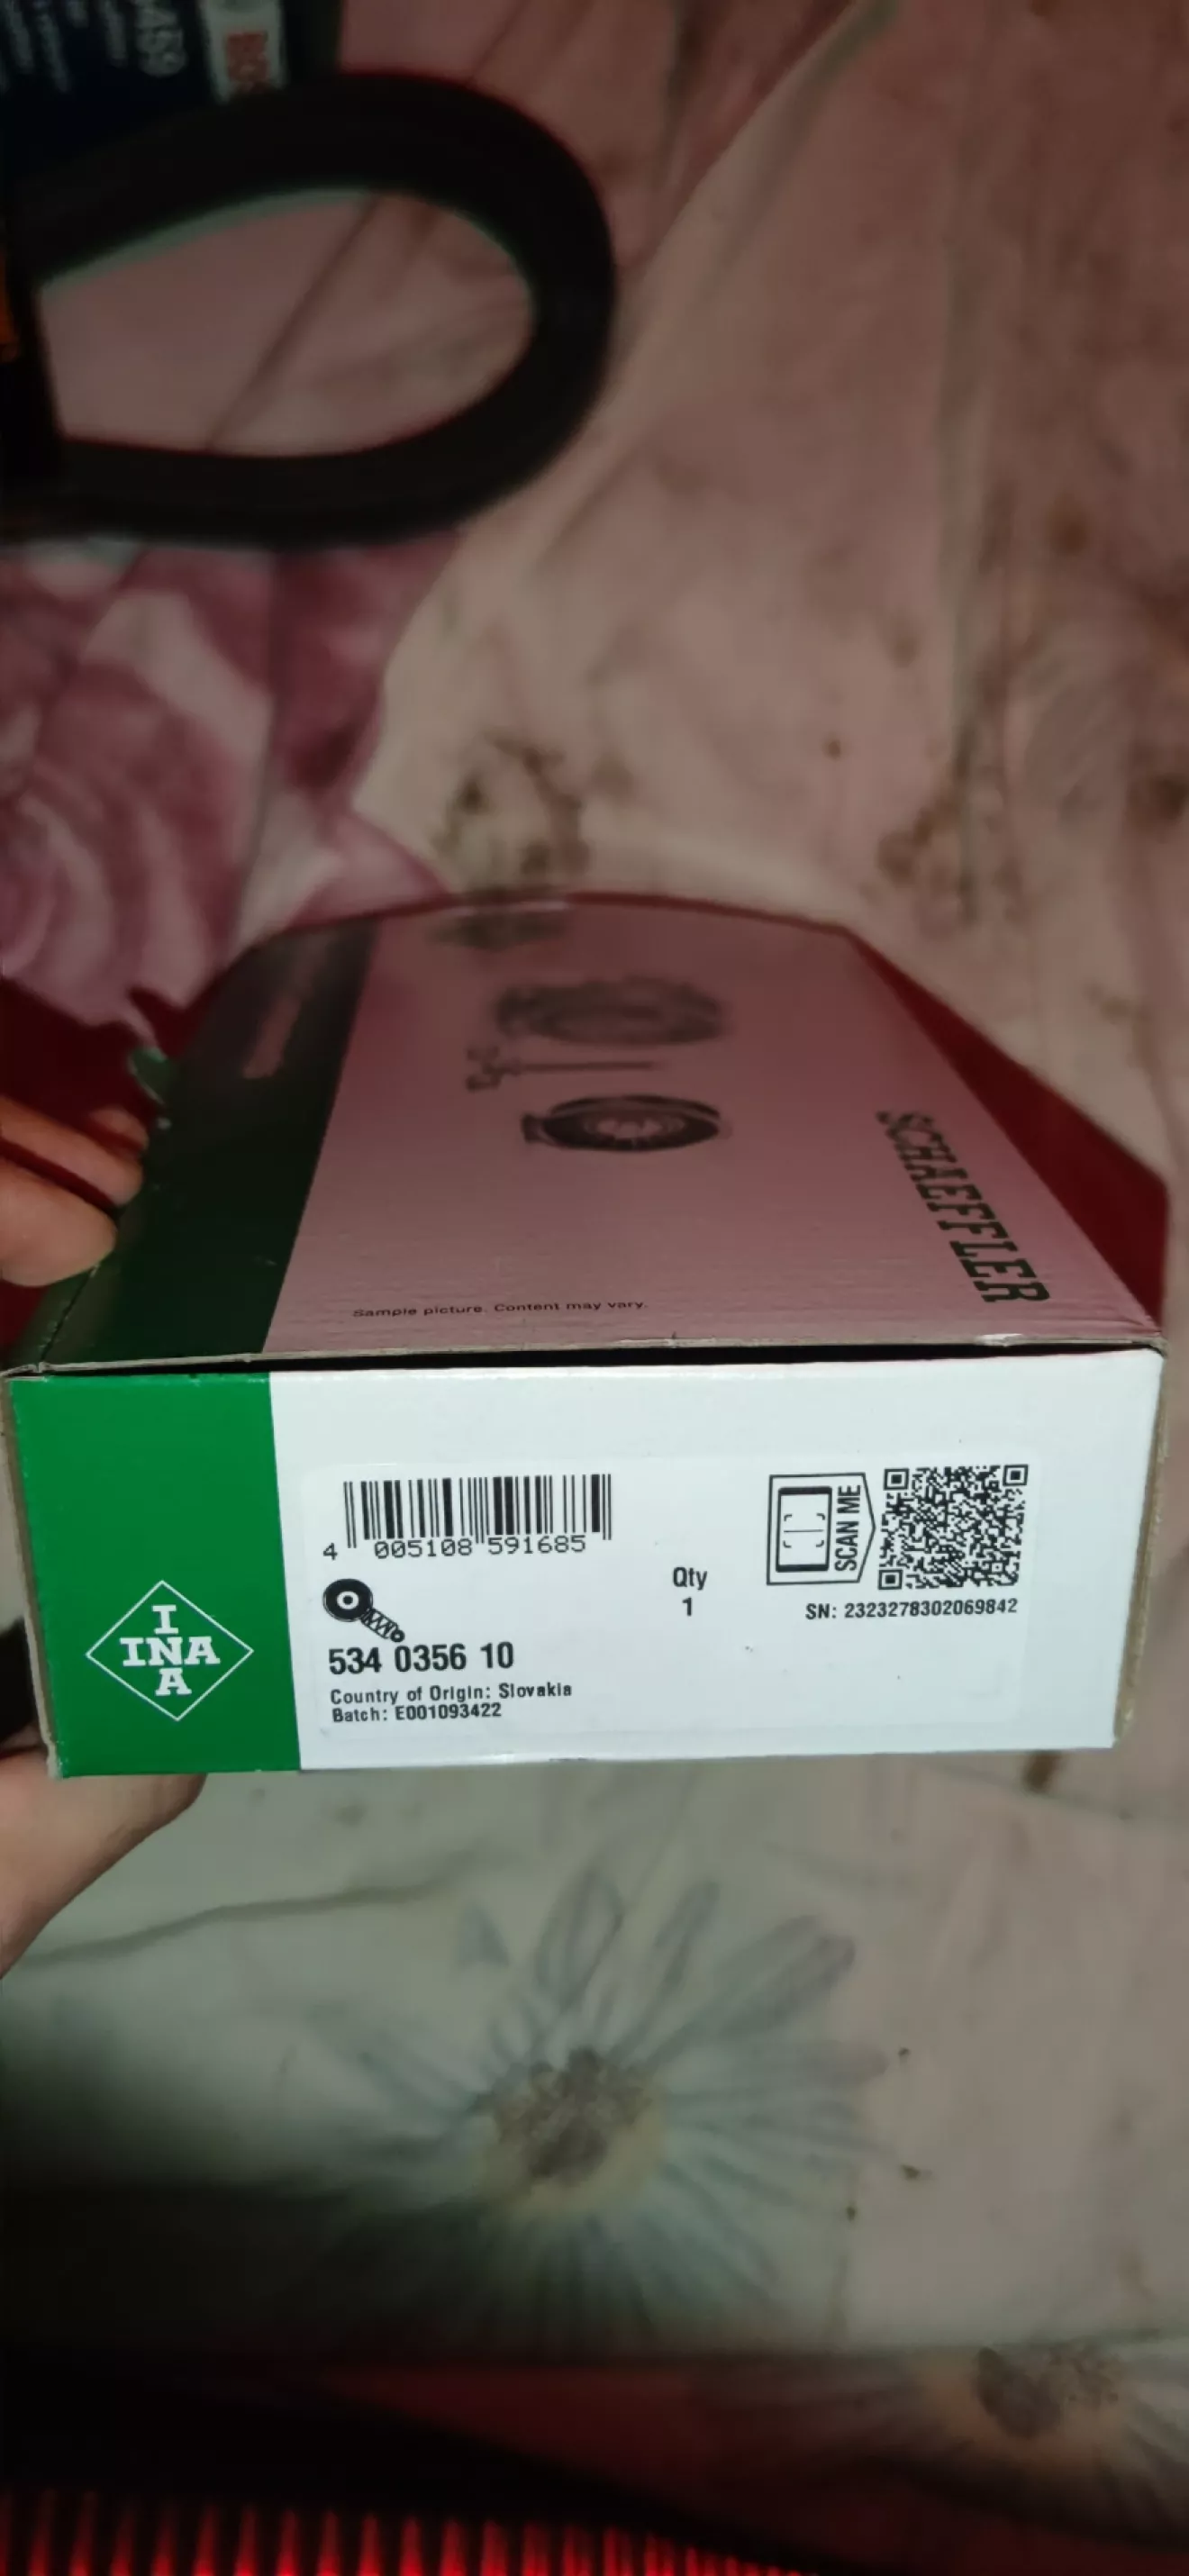 SCHAEFFLER
Sample picture. Content may vary.
4 005108 591685
SCAN ME
Qty
1
SN: 2323278302069842
I
INA
A
534 0356 10
Country of Origin: Slovakia
Batch: E001093422